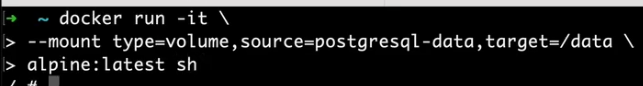 ➜  ~ docker run -it \
> --mount type=volume,source=postgresql-data,target=/data \
> alpine:latest sh
/ #